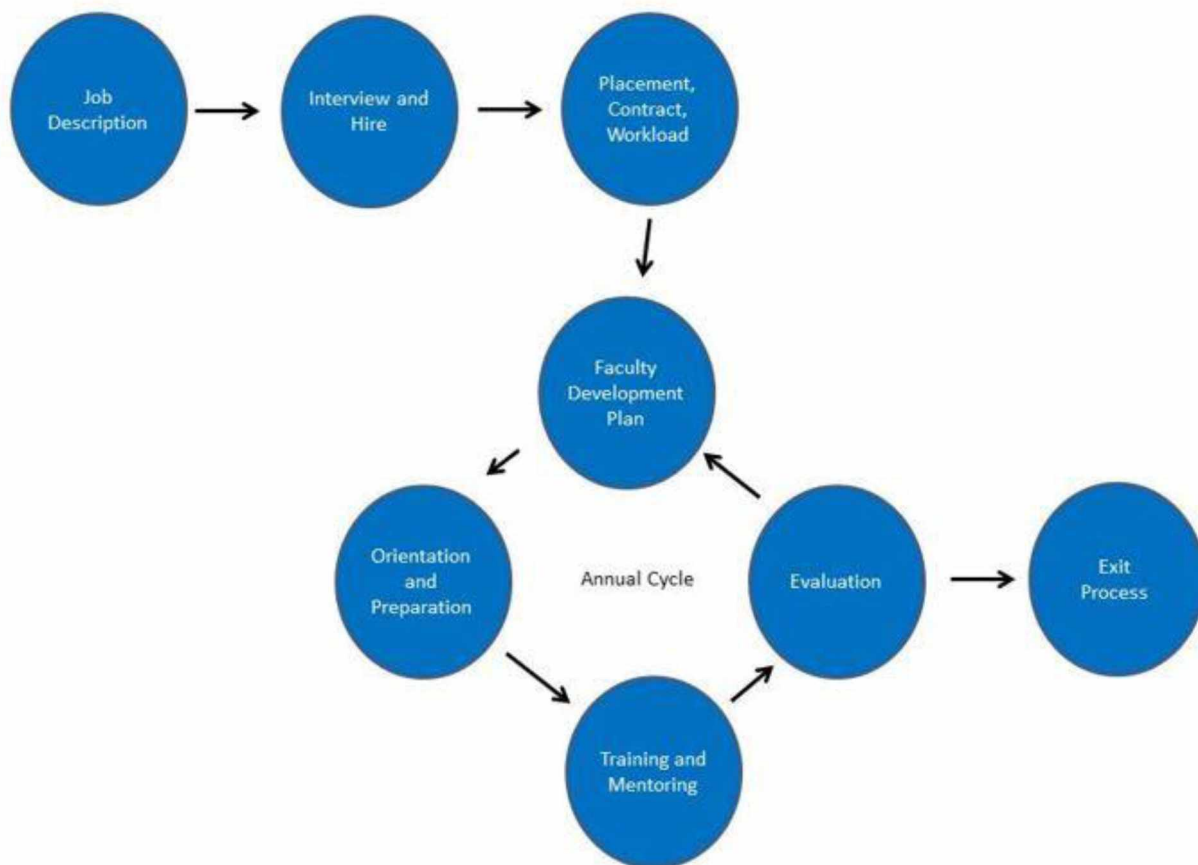 Job
Description
Interview and
Hire
Placement,
Contract,
Workload
Faculty
Development
Plan
Orientation
and
Preparation
Annual Cycle
Evaluation
Exit
Process
Training and
Mentoring